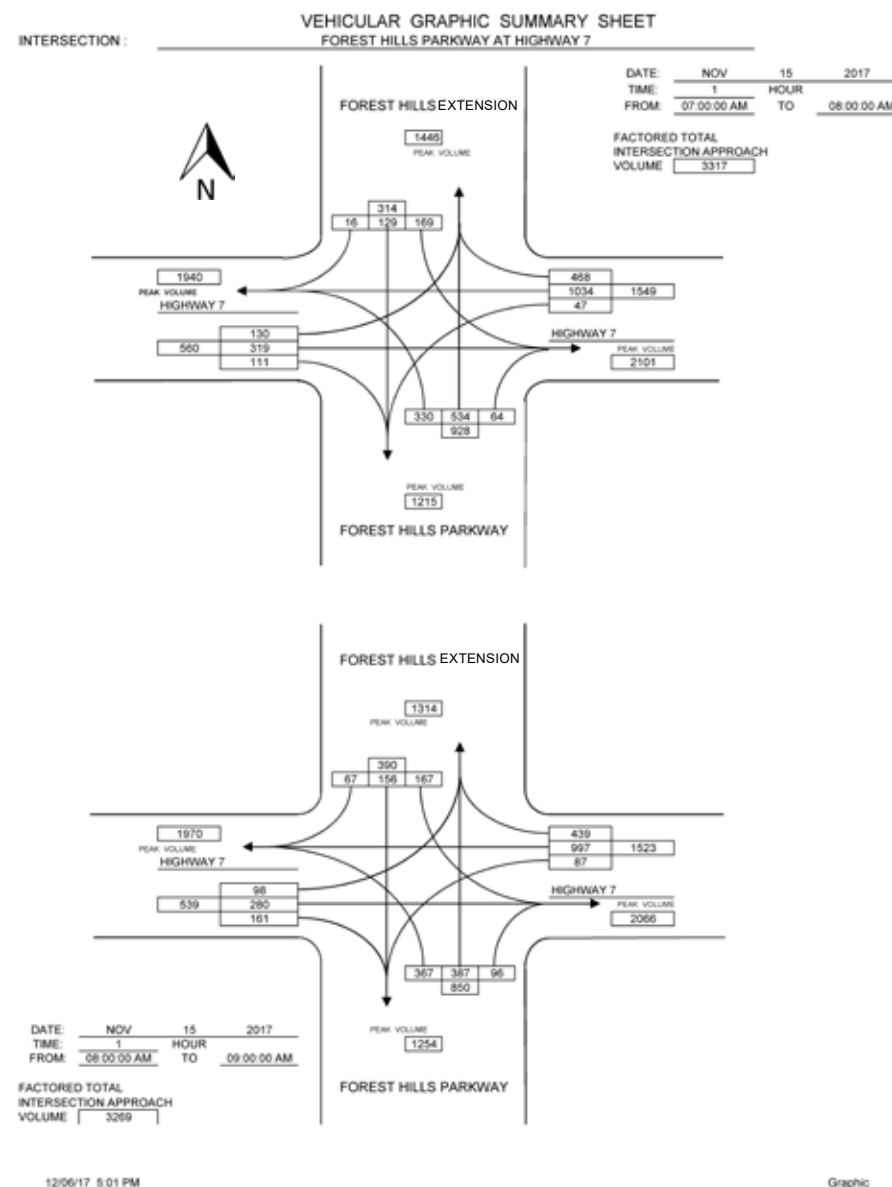 VEHICULAR GRAPHIC SUMMARY SHEET
INTERSECTION : FOREST HILLS PARKWAY AT HIGHWAY 7
DATE: NOV 15 2017
TIME: 1 HOUR
FROM: 07:00:00 AM TO 08:00:00 AM
FACTORED TOTAL
INTERSECTION APPROACH
VOLUME 3317
FOREST HILLS EXTENSION
1446
PEAK VOLUME
N
314
16 129 169
1940
PEAK VOLUME
HIGHWAY 7
468
1034 1549
47
130
560 319
111
HIGHWAY 7
PEAK VOLUME
2101
330 534 64
928
PEAK VOLUME
1215
FOREST HILLS PARKWAY
FOREST HILLS EXTENSION
1314
PEAK VOLUME
390
67 156 167
1970
PEAK VOLUME
HIGHWAY 7
439
997 1523
87
98
539 280
161
HIGHWAY 7
PEAK VOLUME
2066
367 387 96
850
PEAK VOLUME
1254
FOREST HILLS PARKWAY
DATE: NOV 15 2017
TIME: 1 HOUR
FROM: 08:00:00 AM TO 09:00:00 AM
FACTORED TOTAL
INTERSECTION APPROACH
VOLUME 3269
12/06/17 5:01 PM
Graphic